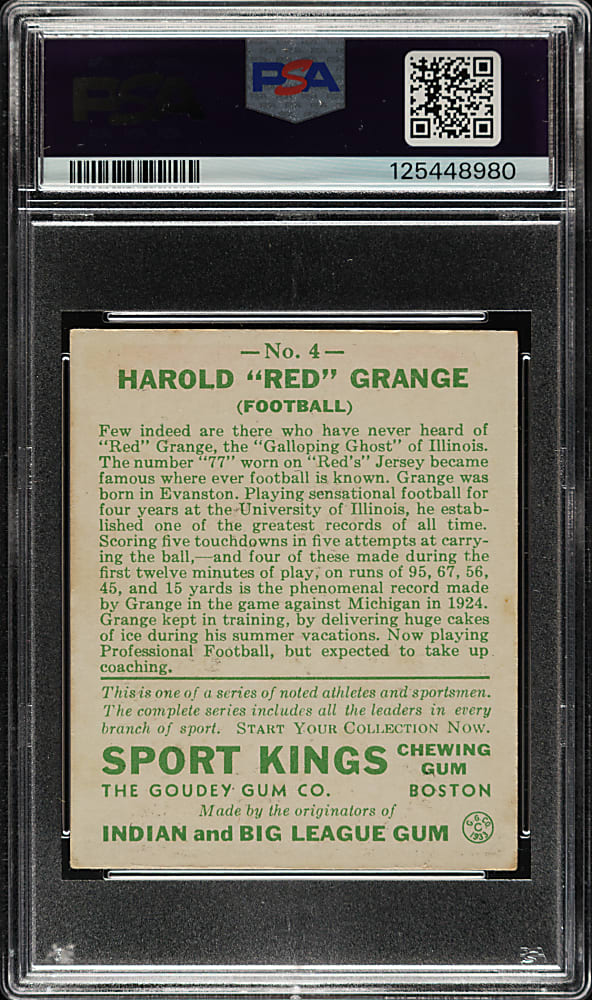 PSA
125448980
— No. 4 —
HAROLD "RED" GRANGE
(FOOTBALL)
Few indeed are there who have never heard of
"Red" Grange, the "Galloping Ghost" of Illinois.
The number "77" worn on "Red's" Jersey became
famous where ever football is known. Grange was
born in Evanston. Playing sensational football for
four years at the University of Illinois, he estab-
lished one of the greatest records of all time.
Scoring five touchdowns in five attempts at carry-
ing the ball,—and four of these made during the
first twelve minutes of play, on runs of 95, 67, 56,
45, and 15 yards is the phenomenal record made
by Grange in the game against Michigan in 1924.
Grange kept in training, by delivering huge cakes
of ice during his summer vacations. Now playing
Professional Football, but expected to take up
coaching.
This is one of a series of noted athletes and sportsmen.
The complete series includes all the leaders in every
branch of sport. START YOUR COLLECTION NOW.
SPORT KINGS CHEWING GUM
THE GOUDEY GUM CO. BOSTON
Made by the originators of
INDIAN and BIG LEAGUE GUM
G. G. CO.
C
1933